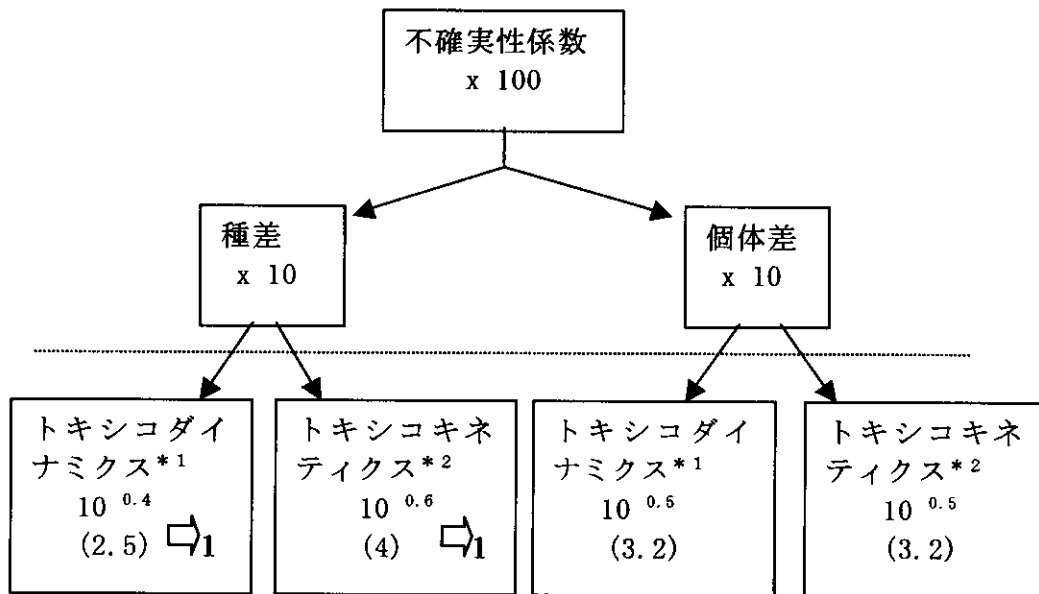 不確実性係数
x 100
種差
x 10
個体差
x 10
トキシコダイ
ナミクス*1
10 0.4
(2.5) ⇨1
トキシコキネ
ティクス*2
10 0.6
(4) ⇨1
トキシコダイ
ナミクス*1
10 0.5
(3.2)
トキシコキネ
ティクス*2
10 0.5
(3.2)